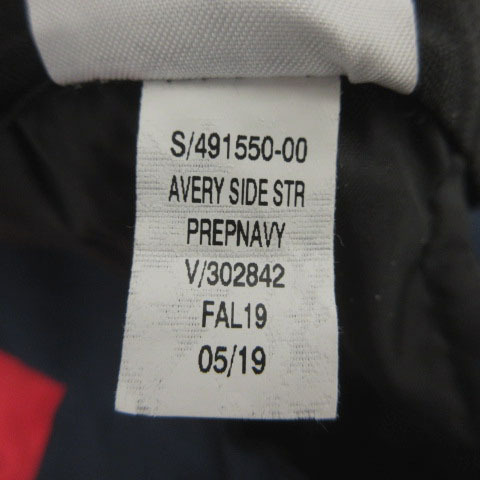 S/491550-00
AVERY SIDE STR
PREPNAVY
V/302842
FAL19
05/19